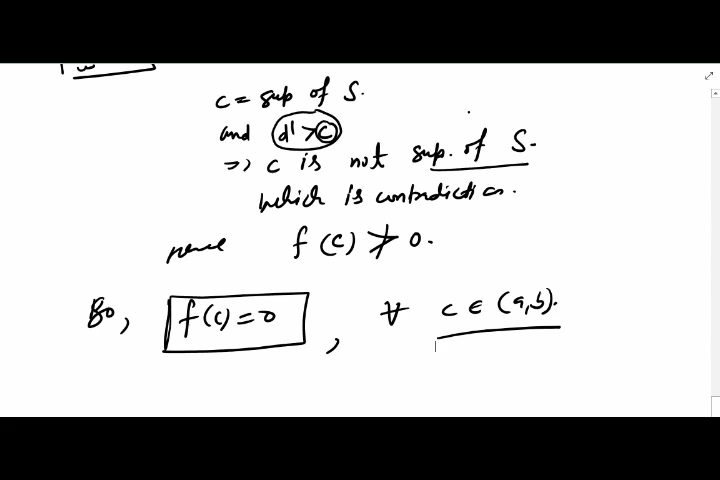 c = sup of S.
and d' > c
=> c is not sup. of S.
which is contradiction.
hence f(c) ≯ 0.
So, f(c) = 0, ∀ c ∈ (a,b).